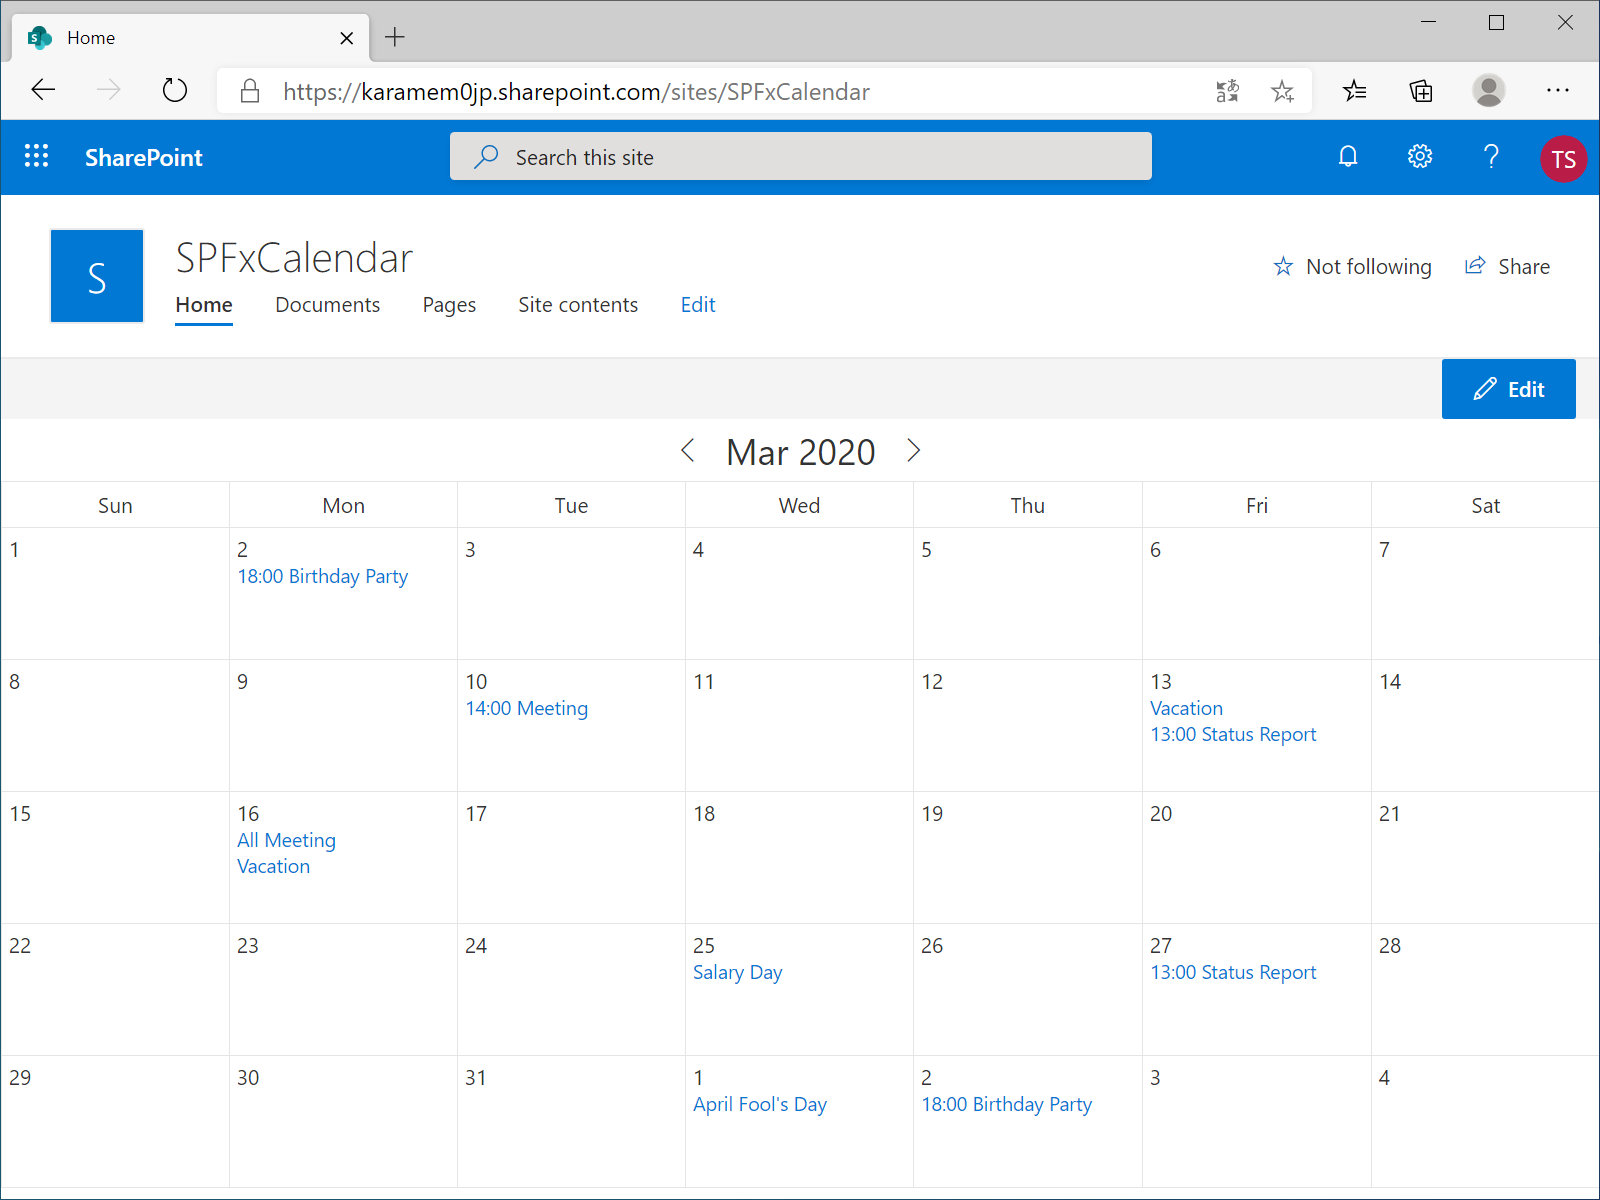 Home
https://karamem0jp.sharepoint.com/sites/SPFxCalendar
SharePoint
Search this site
TS
S
SPFxCalendar
Home Documents Pages Site contents Edit
Not following Share
Edit
Mar 2020
Sun Mon Tue Wed Thu Fri Sat
1 2 3 4 5 6 7
18:00 Birthday Party
8 9 10 11 12 13 14
14:00 Meeting Vacation
13:00 Status Report
15 16 17 18 19 20 21
All Meeting
Vacation
22 23 24 25 26 27 28
Salary Day 13:00 Status Report
29 30 31 1 2 3 4
April Fool's Day 18:00 Birthday Party